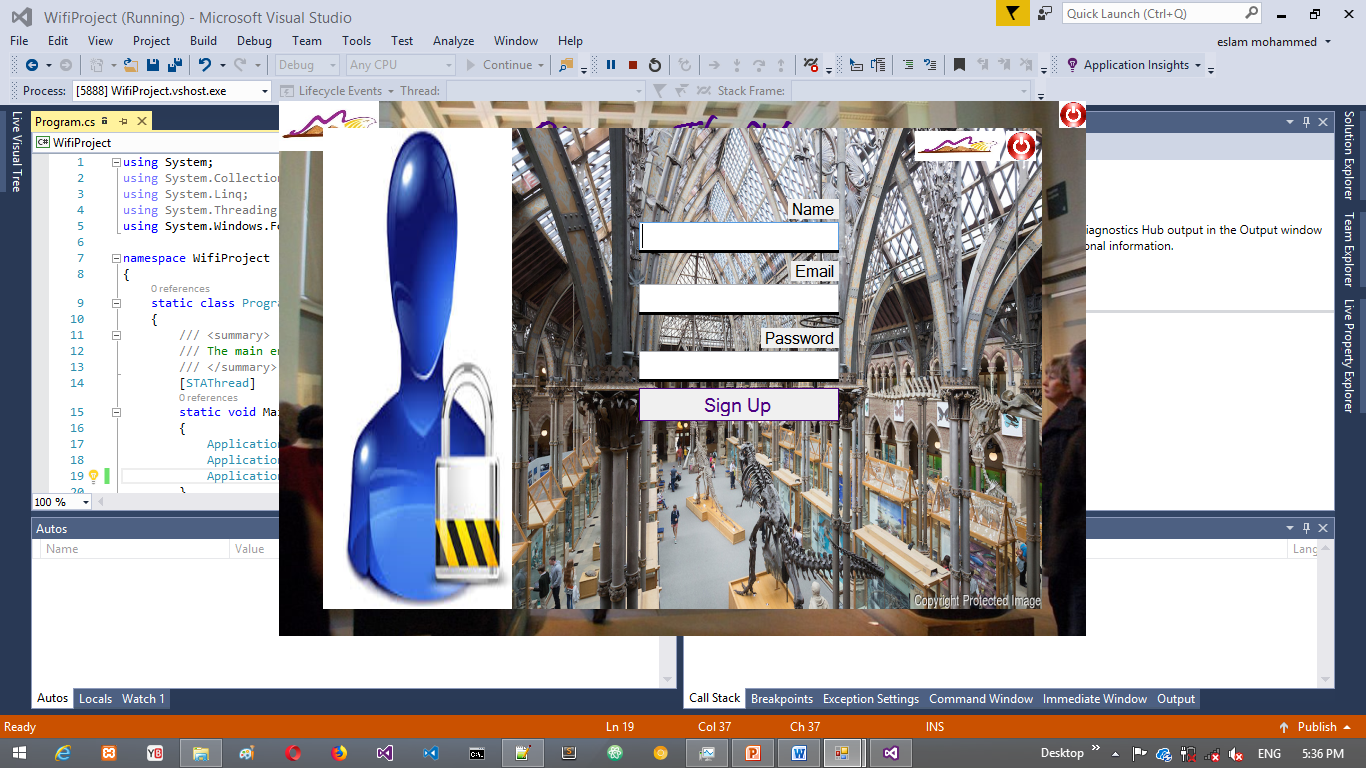 WifiProject (Running) - Microsoft Visual Studio
Quick Launch (Ctrl+Q)
File Edit View Project Build Debug Team Tools Test Analyze Window Help
eslam mohammed
Debug Any CPU Continue Application Insights
Process: [5888] WifiProject.vshost.exe Lifecycle Events Thread: Stack Frame:
Live Visual Tree
Program.cs
C# WifiProject
1 using System;
2 using System.Collection
3 using System.Linq;
4 using System.Threading
5 using System.Windows.Fo
6
7 namespace WifiProject
8 {
0 references
9 static class Progra
10 {
11 /// <summary>
12 /// The main en
13 /// </summary>
14 [STAThread]
0 references
15 static void Mai
16 {
17 Application
18 Application
19 Application
20 }
100 %
Name
Email
Password
Sign Up
Copyright Protected Image
iagnostics Hub output in the Output window
onal information.
Solution Explorer
Team Explorer
Live Property Explorer
Autos
Name Value
Lang
Autos Locals Watch 1
Call Stack Breakpoints Exception Settings Command Window Immediate Window Output
Ready Ln 19 Col 37 Ch 37 INS Publish
YB
Desktop ENG 5:36 PM